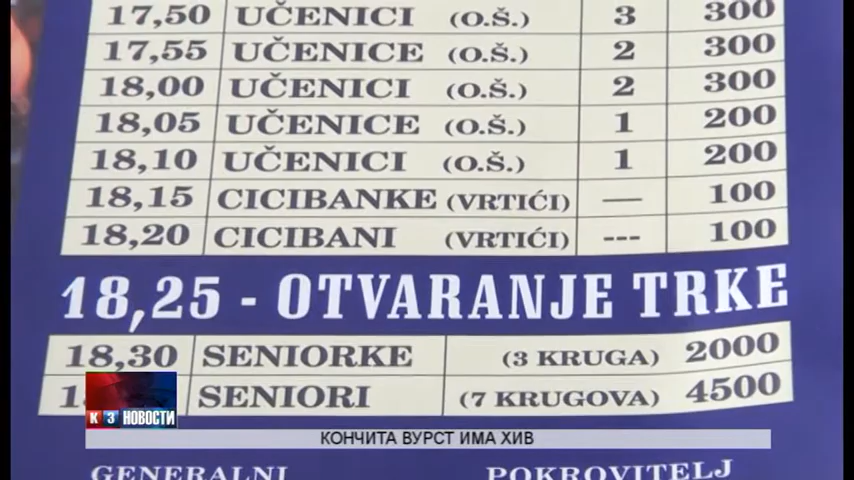 17,50 UČENICI (O.Š.) 3 300
17,55 UČENICE (O.Š.) 2 300
18,00 UČENICI (O.Š.) 2 300
18,05 UČENICE (O.Š.) 1 200
18,10 UČENICI (O.Š.) 1 200
18,15 CICIBANKE (VRTIĆI) — 100
18,20 CICIBANI (VRTIĆI) --- 100
18,25 - OTVARANJE TRKE
18,30 SENIORKE (3 KRUGA) 2000
SENIORI (7 KRUGOVA) 4500
К З НОВОСТИ
КОНЧИТА ВУРСТ ИМА ХИВ
GENERALNI POKROVITELJ